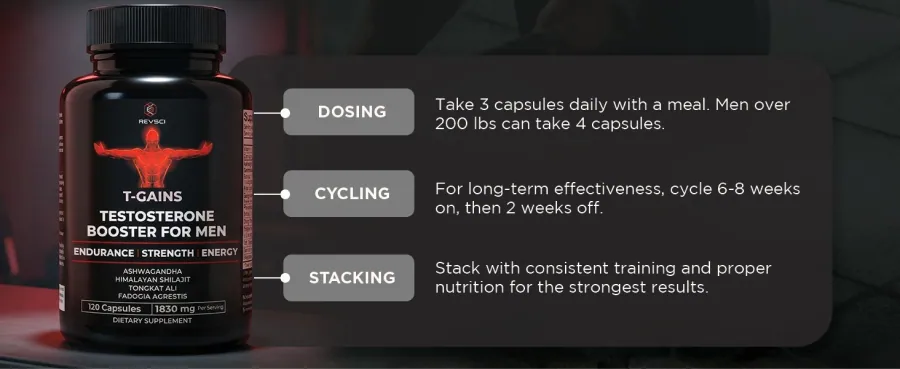 REVSCI
T-GAINS
TESTOSTERONE
BOOSTER FOR MEN
ENDURANCE | STRENGTH | ENERGY
ASHWAGANDHA
HIMALAYAN SHILAJIT
TONGKAT ALI
FADOGIA AGRESTIS
120 Capsules | 1830 mg Per Serving
DIETARY SUPPLEMENT
DOSING
Take 3 capsules daily with a meal. Men over
200 lbs can take 4 capsules.
CYCLING
For long-term effectiveness, cycle 6-8 weeks
on, then 2 weeks off.
STACKING
Stack with consistent training and proper
nutrition for the strongest results.